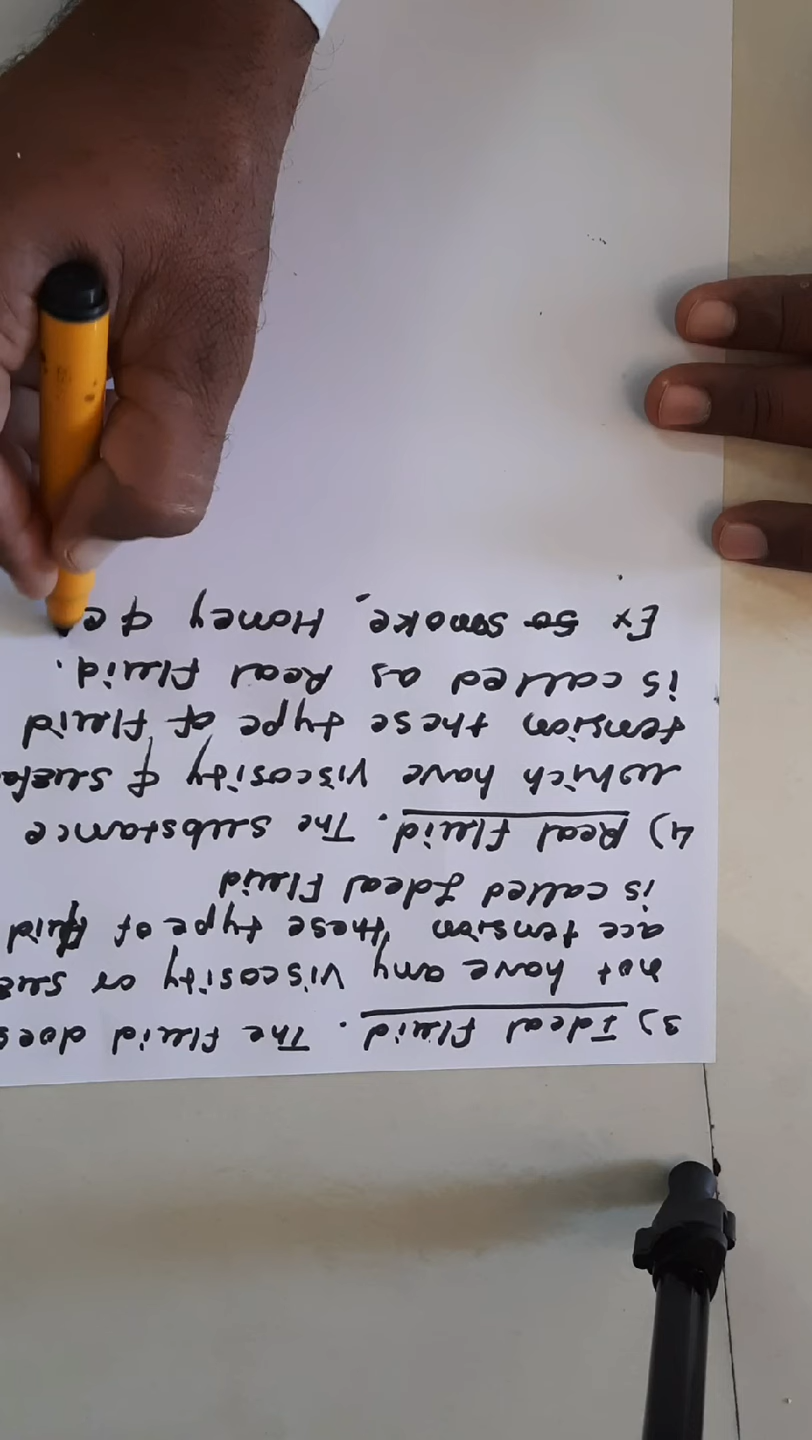 3) Ideal Fluid. The Fluid does
not have any viscosity or su
ace tension these type of fluid
is called Ideal Fluid
4) Real Fluid. The substance
which have viscosity & surfa
tension these type of fluid
is called as Real Fluid.
Ex So smoke, Honey & e